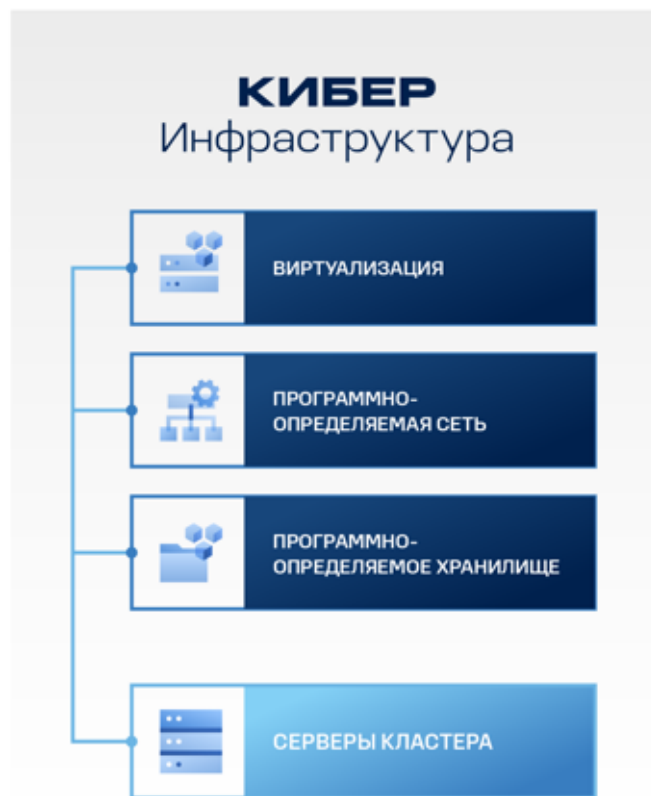 КИБЕР
Инфраструктура
ВИРТУАЛИЗАЦИЯ
ПРОГРАММНО-
ОПРЕДЕЛЯЕМАЯ СЕТЬ
ПРОГРАММНО-
ОПРЕДЕЛЯЕМОЕ ХРАНИЛИЩЕ
СЕРВЕРЫ КЛАСТЕРА